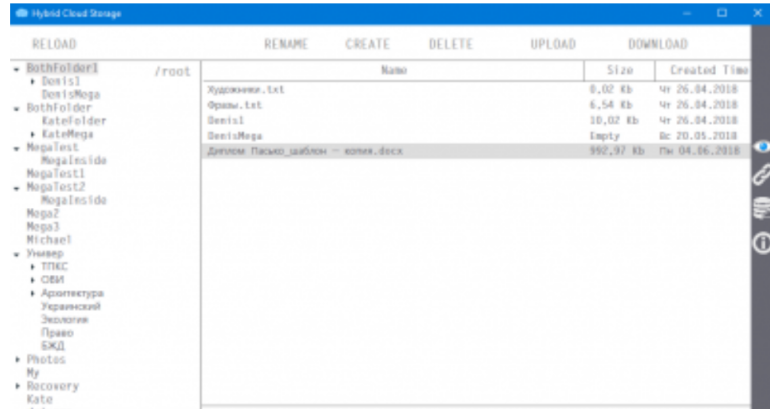 Hybrid Cloud Storage
RELOAD RENAME CREATE DELETE UPLOAD DOWNLOAD
/root
Name Size Created Time
BothFolder1
Denis1
DenisMega
BothFolder
KateFolder
KateMega
MegaTest
MegaInside
MegaTest1
MegaTest2
MegaInside
Mega2
Mega3
Michael
Универ
ТПКС
ОБИ
Архитектура
Украинский
Экология
Право
БЖД
Photos
My
Recovery
Kate
Художники.txt 0,02 Kb Чт 26.04.2018
Фразы.txt 6,54 Kb Чт 26.04.2018
Denis1 10,02 Kb Чт 26.04.2018
DenisMega Empty Вс 20.05.2018
Диплом Пасько_шаблон — копия.docx 992,97 Kb Пн 04.06.2018